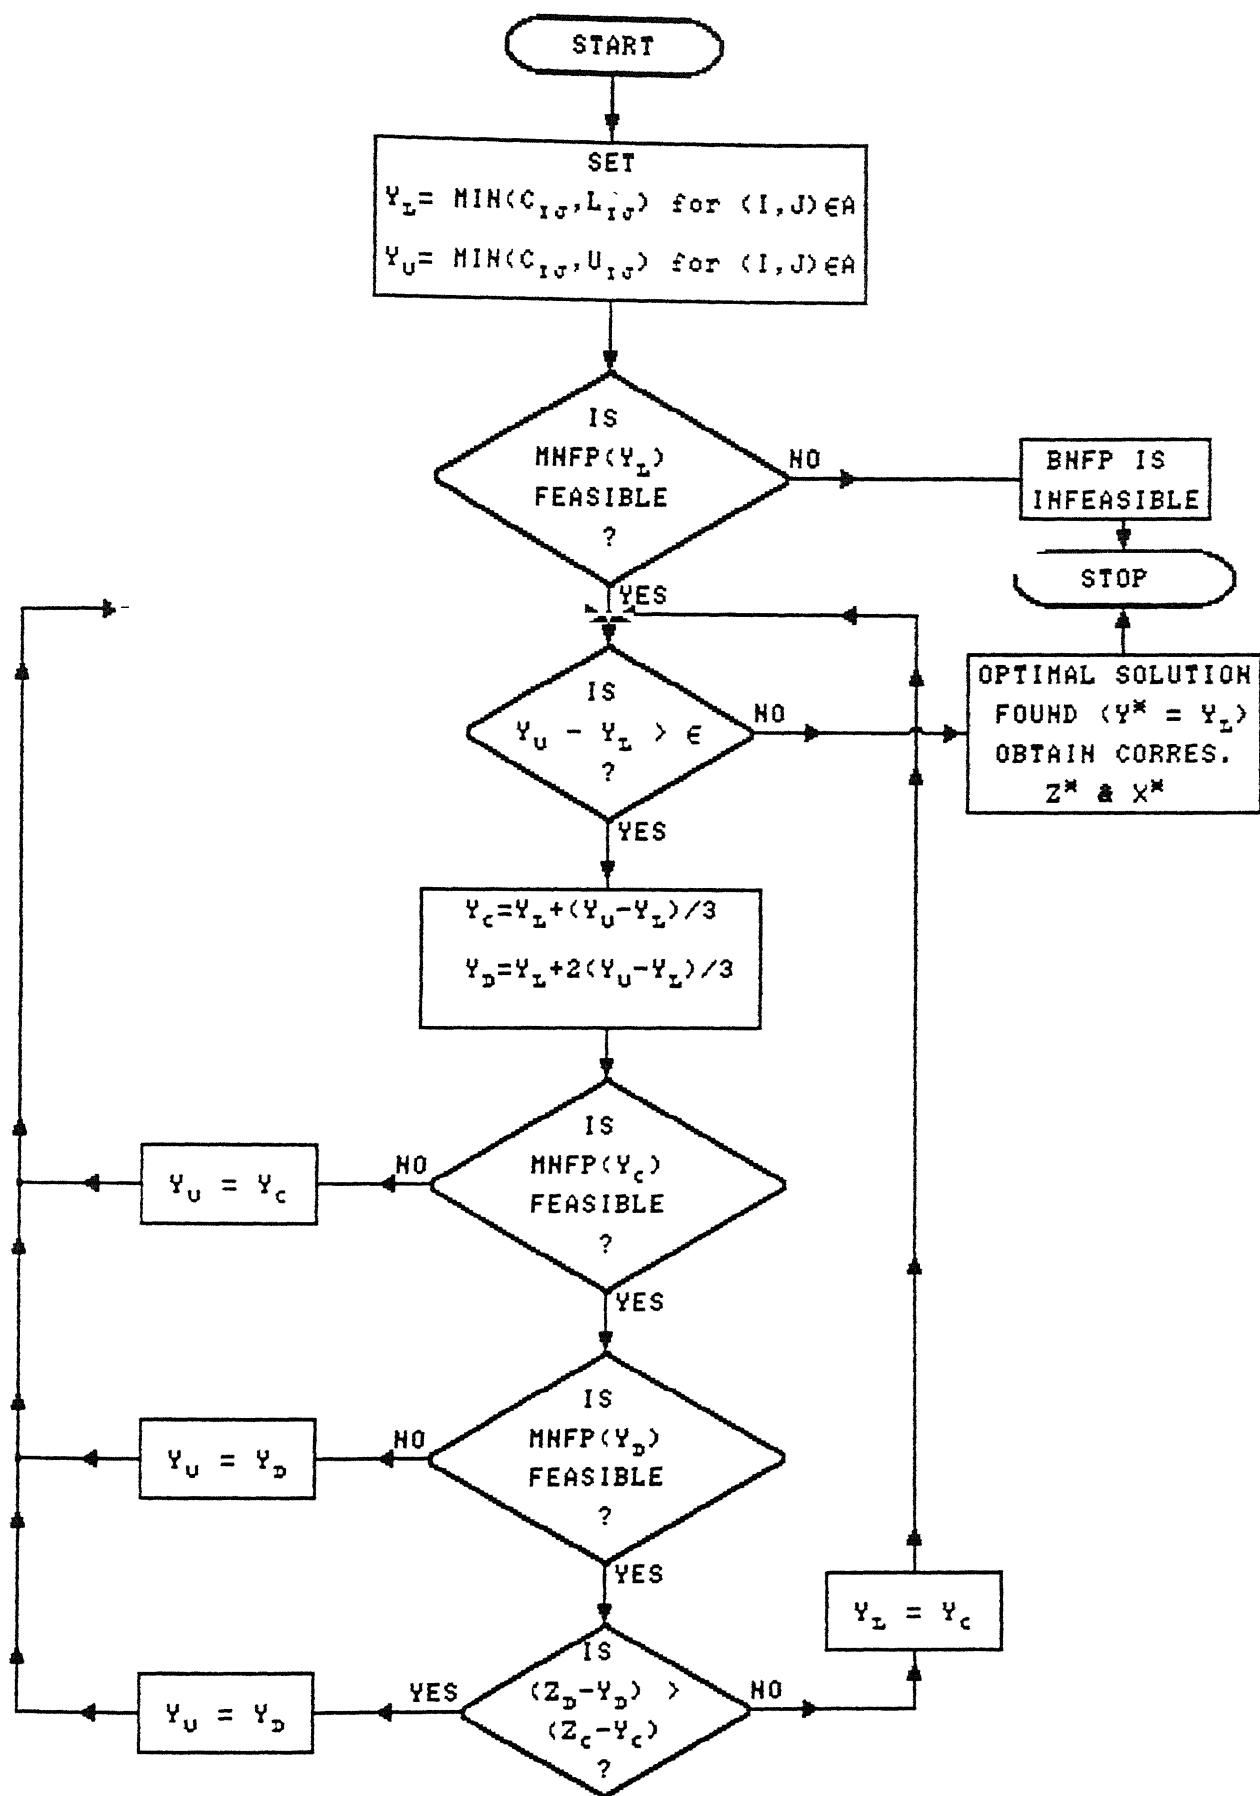 START
SET
Y_L= MIN(C_IJ,L_IJ) for (I,J)∈A
Y_U= MIN(C_IJ,U_IJ) for (I,J)∈A
IS
MNFP(Y_L)
FEASIBLE
?
NO
BNFP IS
INFEASIBLE
STOP
YES
IS
Y_U - Y_L > ∈
?
NO
OPTIMAL SOLUTION
FOUND (Y* = Y_L)
OBTAIN CORRES.
Z* & X*
YES
Y_C=Y_L+(Y_U-Y_L)/3
Y_D=Y_L+2(Y_U-Y_L)/3
IS
MNFP(Y_C)
FEASIBLE
?
NO
Y_U = Y_C
YES
IS
MNFP(Y_D)
FEASIBLE
?
NO
Y_U = Y_D
YES
IS
(Z_D-Y_D) >
(Z_C-Y_C)
?
YES
Y_U = Y_D
NO
Y_L = Y_C